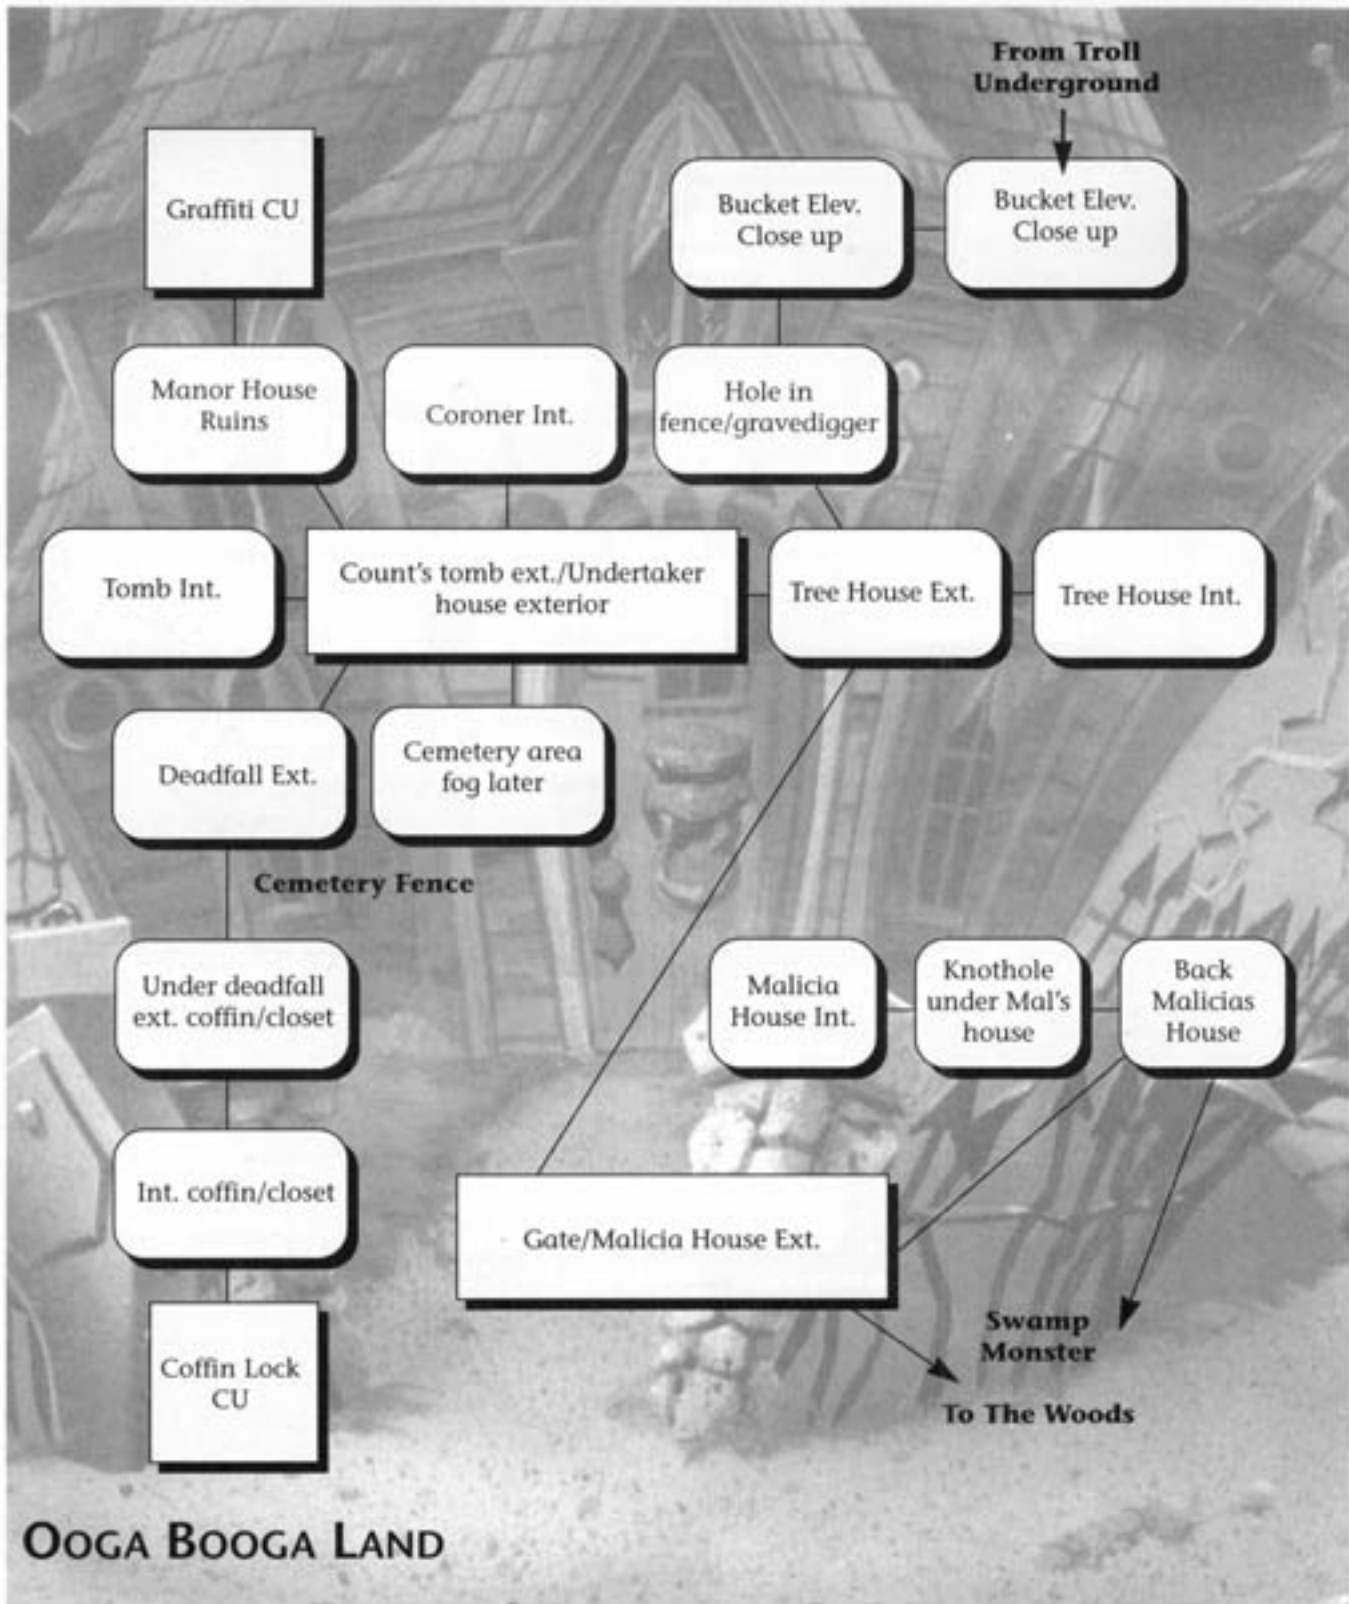 From Troll
Underground
Graffiti CU
Bucket Elev.
Close up
Bucket Elev.
Close up
Manor House
Ruins
Coroner Int.
Hole in
fence/gravedigger
Tomb Int.
Count's tomb ext./Undertaker
house exterior
Tree House Ext.
Tree House Int.
Deadfall Ext.
Cemetery area
fog later
Cemetery Fence
Under deadfall
ext. coffin/closet
Malicia
House Int.
Knothole
under Mal's
house
Back
Malicias
House
Int. coffin/closet
Gate/Malicia House Ext.
Swamp
Monster
Coffin Lock
CU
To The Woods
OOGA BOOGA LAND